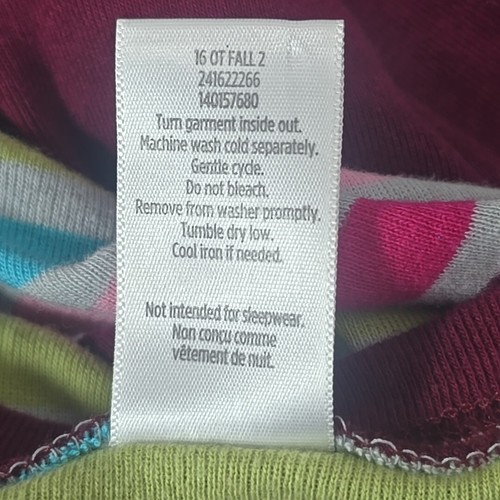 16 OT FALL 2
241622266
140157680
Turn garment inside out.
Machine wash cold separately.
Gentle cycle.
Do not bleach.
Remove from washer promptly.
Tumble dry low.
Cool iron if needed.
Not intended for sleepwear.
Non conçu comme
vêtement de nuit.